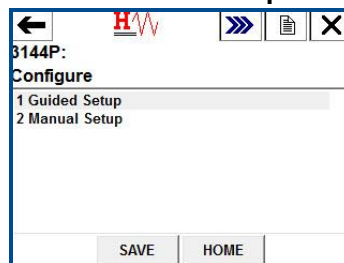 H
3144P:
Configure
1 Guided Setup
2 Manual Setup
SAVE HOME